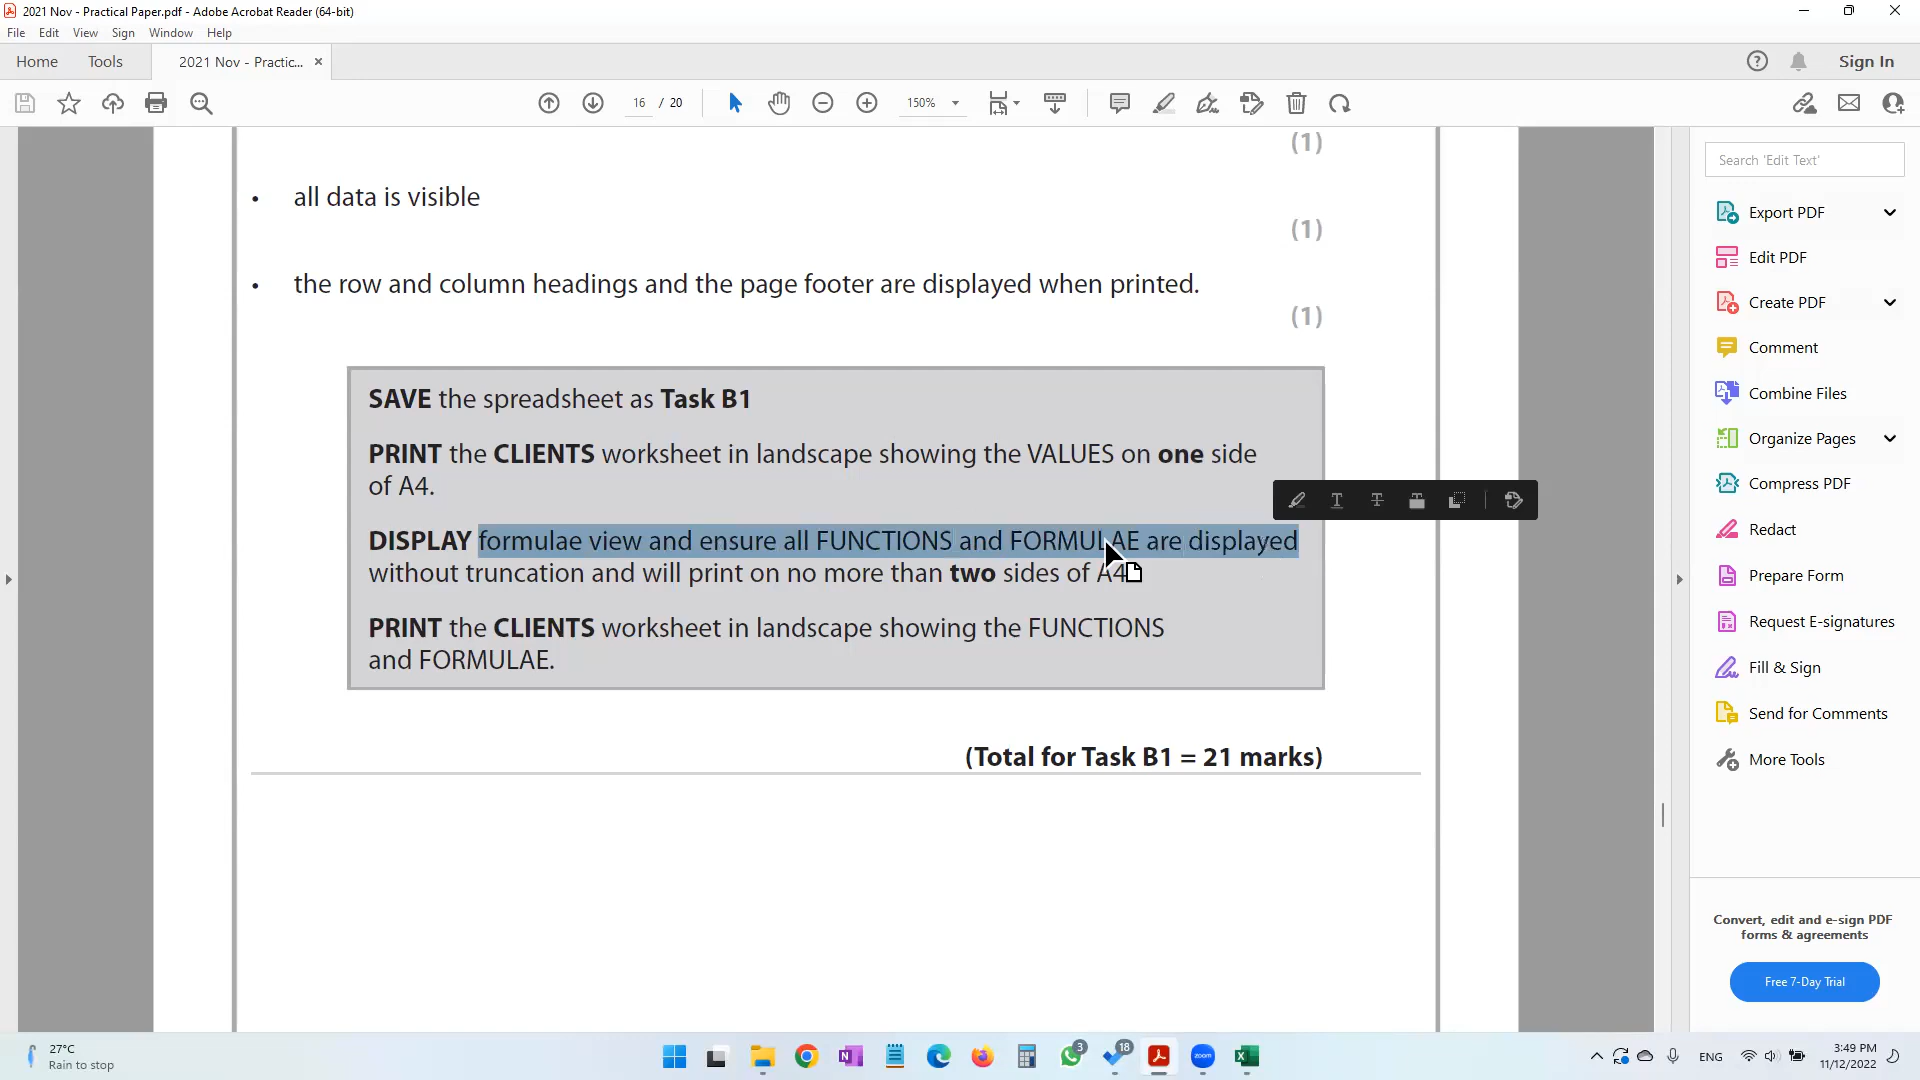 2021 Nov - Practical Paper.pdf - Adobe Acrobat Reader (64-bit)
File Edit View Sign Window Help
Home Tools 2021 Nov - Practic... × Sign In
16 / 20 150%
(1)
• all data is visible
(1)
• the row and column headings and the page footer are displayed when printed.
(1)
SAVE the spreadsheet as Task B1
PRINT the CLIENTS worksheet in landscape showing the VALUES on one side
of A4.
DISPLAY formulae view and ensure all FUNCTIONS and FORMULAE are displayed
without truncation and will print on no more than two sides of A4
PRINT the CLIENTS worksheet in landscape showing the FUNCTIONS
and FORMULAE.
(Total for Task B1 = 21 marks)
Search 'Edit Text'
Export PDF
Edit PDF
Create PDF
Comment
Combine Files
Organize Pages
Compress PDF
Redact
Prepare Form
Request E-signatures
Fill & Sign
Send for Comments
More Tools
Convert, edit and e-sign PDF
forms & agreements
Free 7-Day Trial
27°C
Rain to stop
3
18
zoom
ENG
3:49 PM
11/12/2022